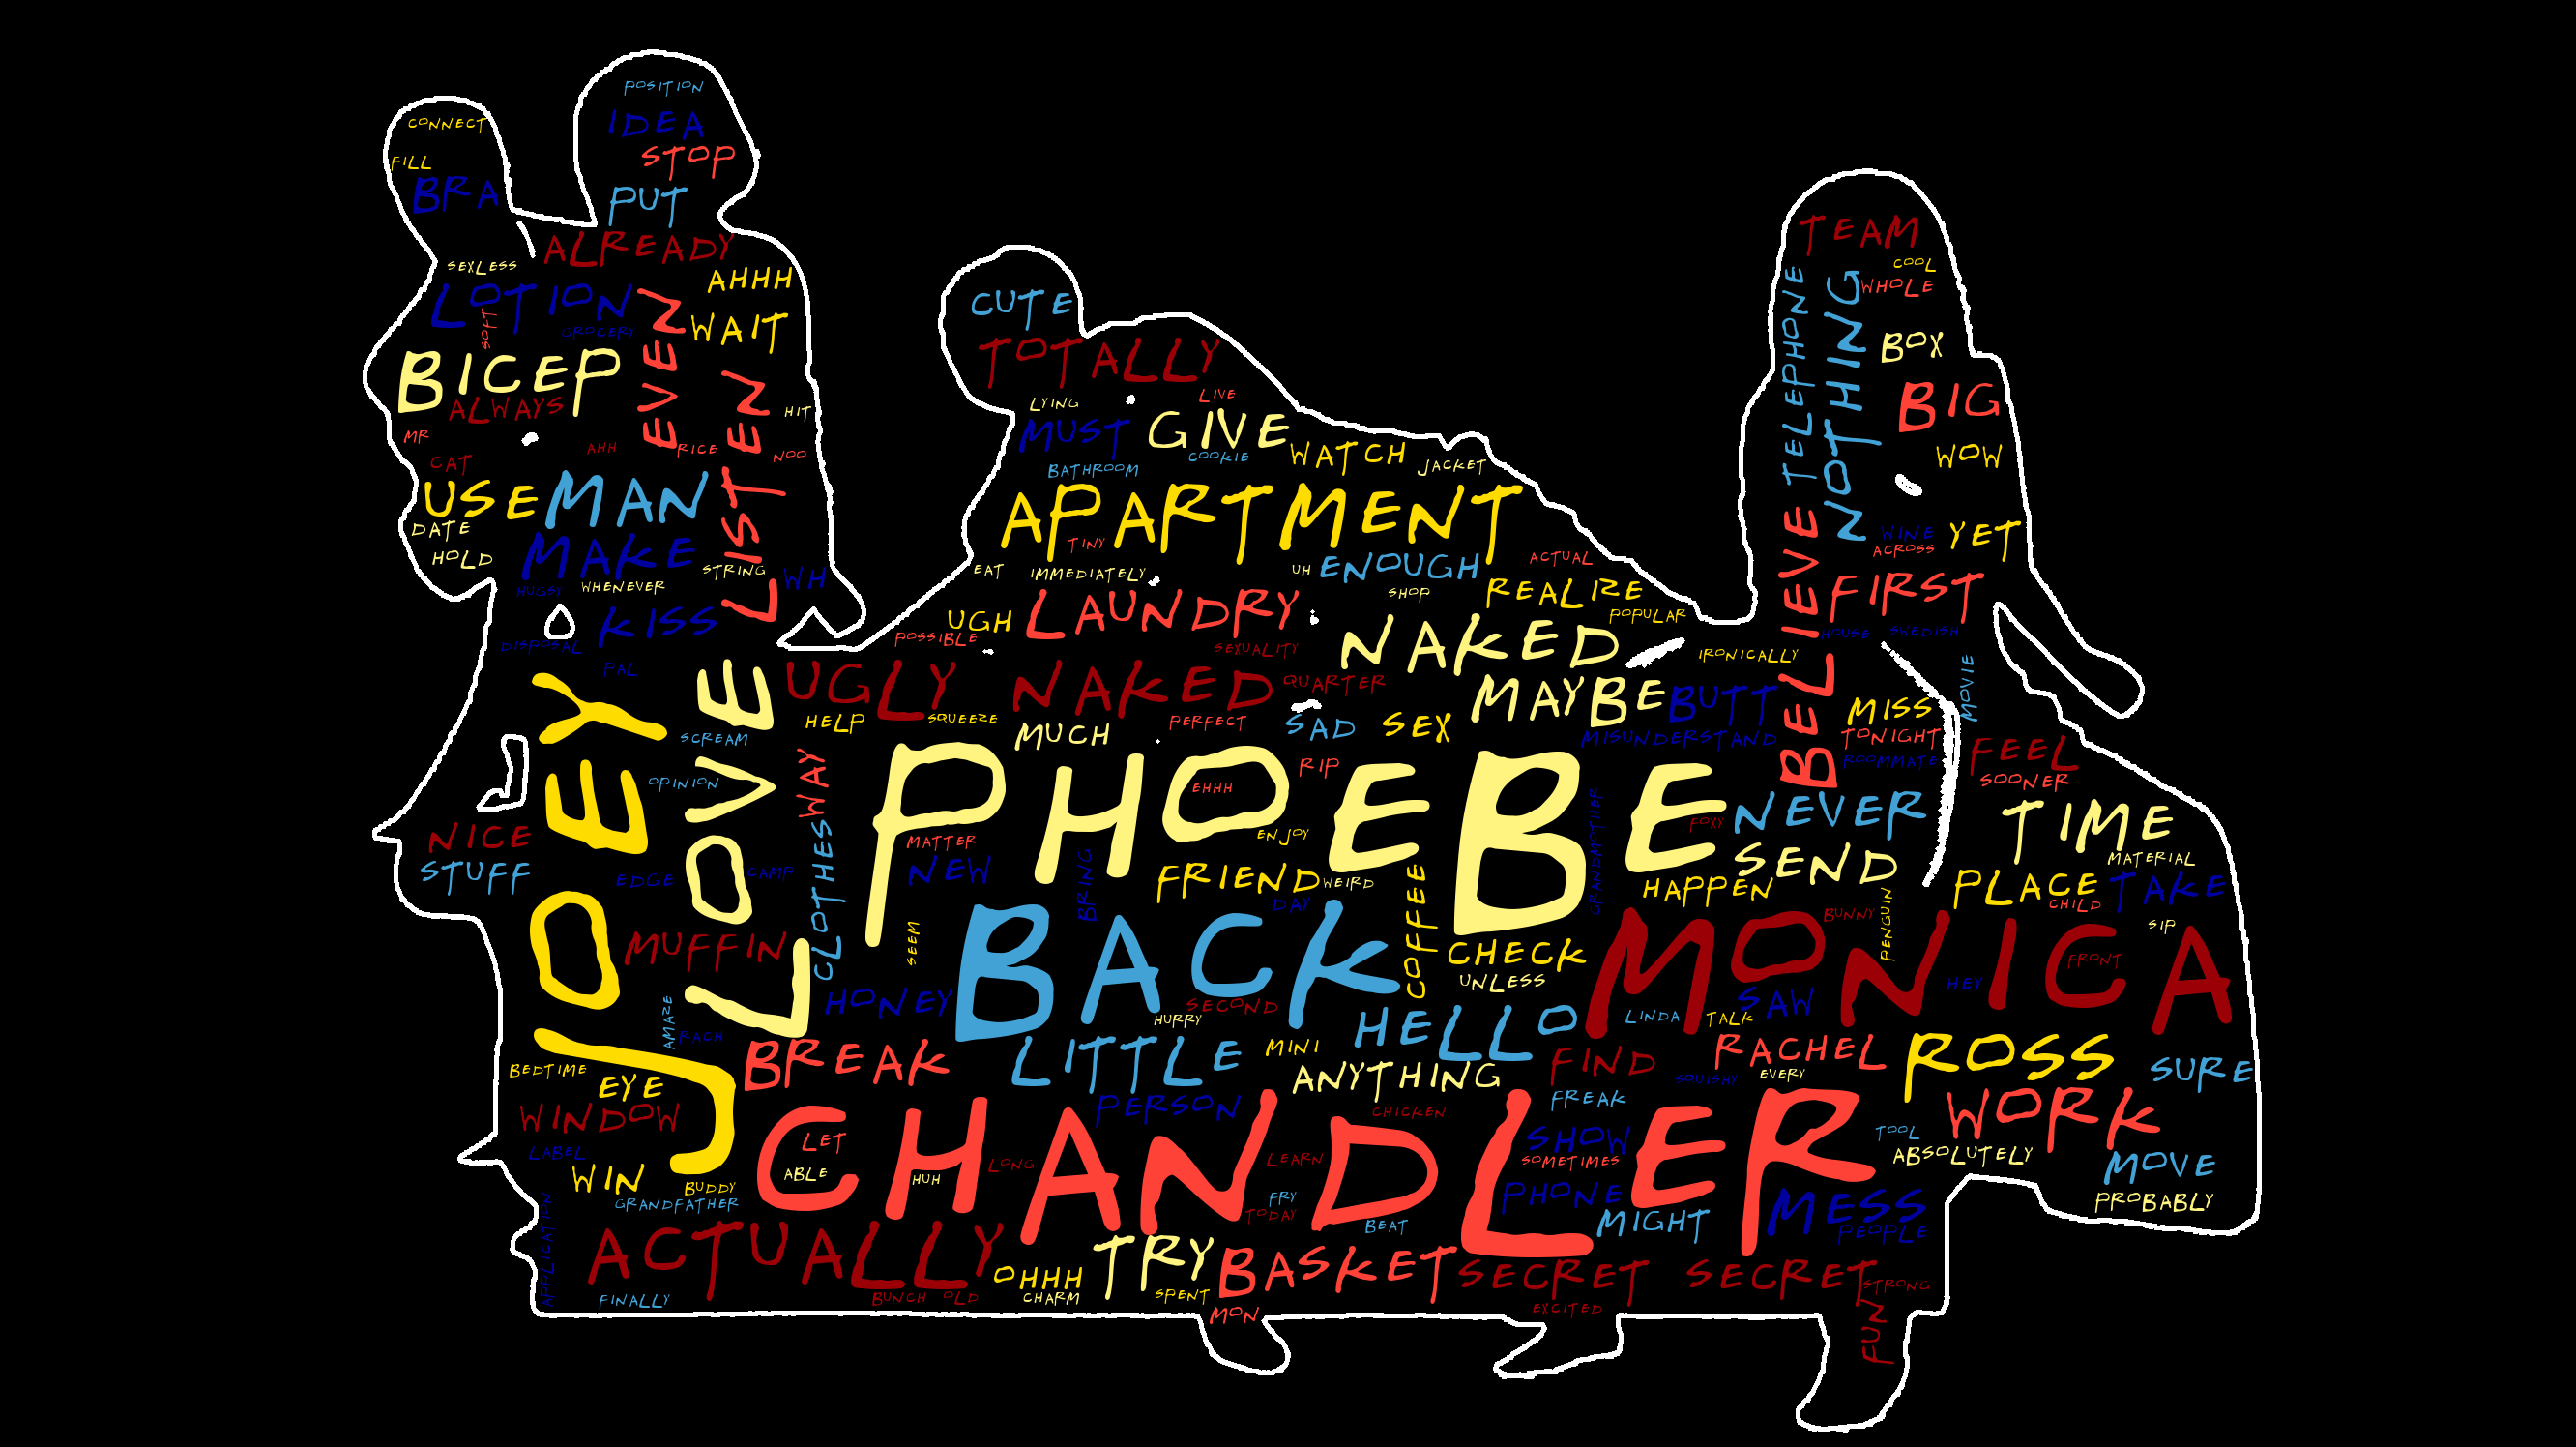 POSITION
CONNECT
IDEA
STOP
FILL
BRA
PUT
TEAM
ALREADY
SEXLESS
AHHH
COOL
WHOLE
LOTION
SOFT
GROCERY
EVEN
WAIT
CUTE
TELEPHONE
NOTHING
BOX
TOTALLY
BICEP
ALWAYS
LISTEN
HIT
LYING
LIVE
BIG
MR
AHH
RICE
NOO
MUST
GIVE
WATCH
JACKET
WOW
CAT
BATHROOM
COOKIE
USE
MAN
APARTMENT
DATE
WINE
YET
HOLD
MAKE
TINY
ACROSS
ACTUAL
STRING
WH
EAT
IMMEDIATELY
UH
ENOUGH
HUGSY
WHENEVER
SHOP
REALIZE
BELIEVE
FIRST
KISS
UGH
LAUNDRY
POPULAR
POSSIBLE
SEXUALITY
NAKED
HOUSE
SWEDISH
DISPOSAL
PAL
IRONICALLY
MOVIE
LOVE
UGLY NAKED
QUARTER
MAYBE
BUTT
MISS
JOEY
HELP
SQUEEZE
MUCH
PERFECT
SAD
SEX
MISUNDERSTAND
TONIGHT
ROOMMATE
FEEL
SCREAM
WAY
RIP
SOONER
OPINION
PHOEBE
EHHH
GRANDMOTHER
FOXY
NEVER
TIME
NICE
CLOTHES
MATTER
ENJOY
SEND
MATERIAL
STUFF
EDGE
CAMP
NEW
BRING
FRIEND
WEIRD
COFFEE
HAPPEN
PLACE
TAKE
DAY
CHILD
MUFFIN
SEEM
BACK
CHECK
MONICA
BUNNY
PENGUIN
SIP
UNLESS
FRONT
HONEY
SECOND
SAW
HEY
AMAZE
RACH
HURRY
HELLO
LINDA
TALK
BREAK
LITTLE
MINI
FIND
RACHEL
ROSS
SURE
BEDTIME
EYE
ANYTHING
SQUISHY
EVERY
WINDOW
PERSON
CHICKEN
FREAK
WORK
CHANDLER
LABEL
LET
SHOW
TOOL
WIN
ABLE
HUH
LONG
LEARN
SOMETIMES
ABSOLUTELY
MOVE
BUDDY
GRANDFATHER
FRY
PHONE
MESS
PROBABLY
APPLICATION
TODAY
BEAT
MIGHT
PEOPLE
ACTUALLY
OHHH
TRY
BASKET
SECRET SECRET
STRONG
FINALLY
BUNCH
OLD
CHARM
SPENT
EXCITED
MON
FUN